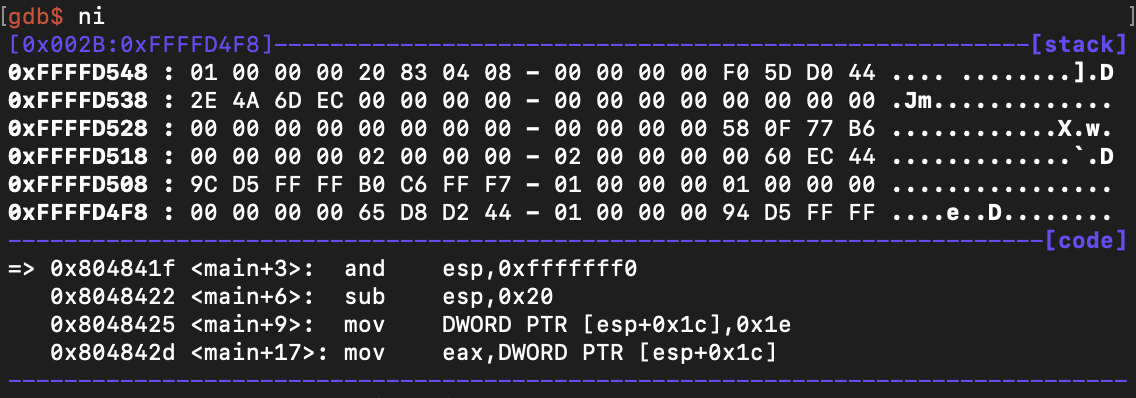 [gdb$ ni ]
[0x002B:0xFFFFD4F8]------------------------------------------------------[stack]
0xFFFFD548 : 01 00 00 00 20 83 04 08 - 00 00 00 00 F0 5D D0 44 .... ........].D
0xFFFFD538 : 2E 4A 6D EC 00 00 00 00 - 00 00 00 00 00 00 00 00 .Jm.............
0xFFFFD528 : 00 00 00 00 00 00 00 00 - 00 00 00 00 58 0F 77 B6 ............X.w.
0xFFFFD518 : 00 00 00 00 02 00 00 00 - 02 00 00 00 00 60 EC 44 .............`.D
0xFFFFD508 : 9C D5 FF FF B0 C6 FF F7 - 01 00 00 00 01 00 00 00 ................
0xFFFFD4F8 : 00 00 00 00 65 D8 D2 44 - 01 00 00 00 94 D5 FF FF ....e..D........
--------------------------------------------------------------------------[code]
=> 0x804841f <main+3>:	and    esp,0xfffffff0
   0x8048422 <main+6>:	sub    esp,0x20
   0x8048425 <main+9>:	mov    DWORD PTR [esp+0x1c],0x1e
   0x804842d <main+17>:	mov    eax,DWORD PTR [esp+0x1c]
--------------------------------------------------------------------------------